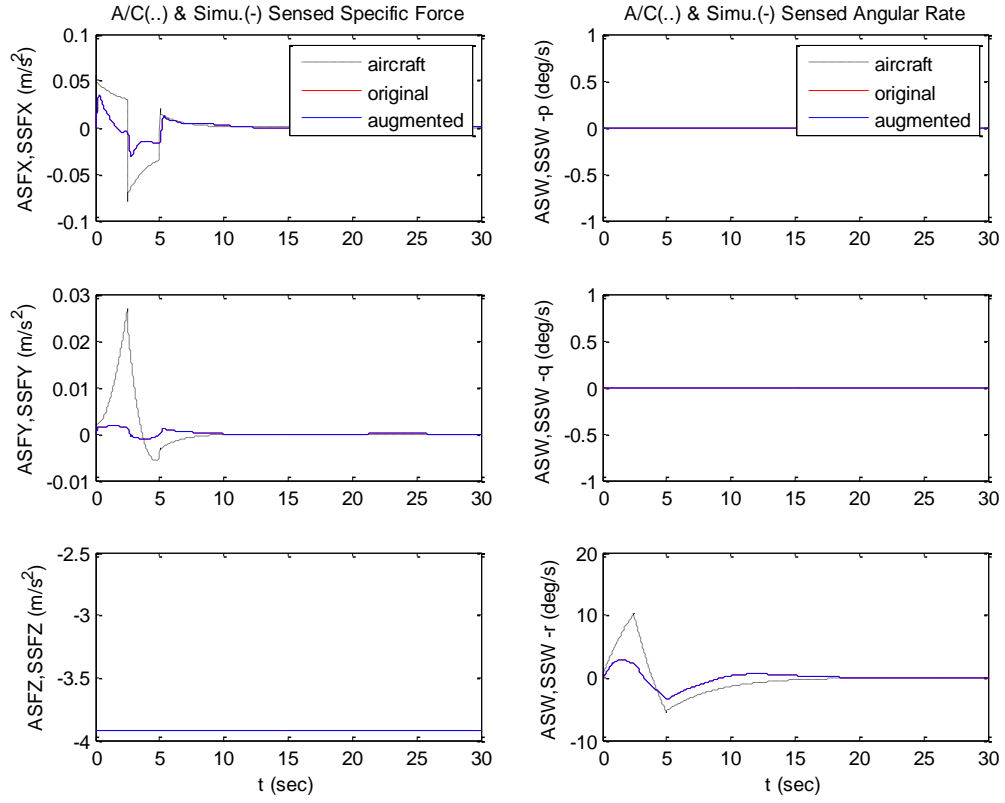 A/C(..) & Simu.(-) Sensed Specific Force
ASFX,SSFX (m/s²)
0.1
0.05
0
-0.05
-0.1
0 5 10 15 20 25 30
aircraft
original
augmented
A/C(..) & Simu.(-) Sensed Angular Rate
ASW,SSW -p (deg/s)
1
0.5
0
-0.5
-1
0 5 10 15 20 25 30
aircraft
original
augmented
ASFY,SSFY (m/s²)
0.03
0.02
0.01
0
-0.01
0 5 10 15 20 25 30
ASW,SSW -q (deg/s)
1
0.5
0
-0.5
-1
0 5 10 15 20 25 30
ASFZ,SSFZ (m/s²)
-2.5
-3
-3.5
-4
0 5 10 15 20 25 30
t (sec)
ASW,SSW -r (deg/s)
20
10
0
-10
0 5 10 15 20 25 30
t (sec)